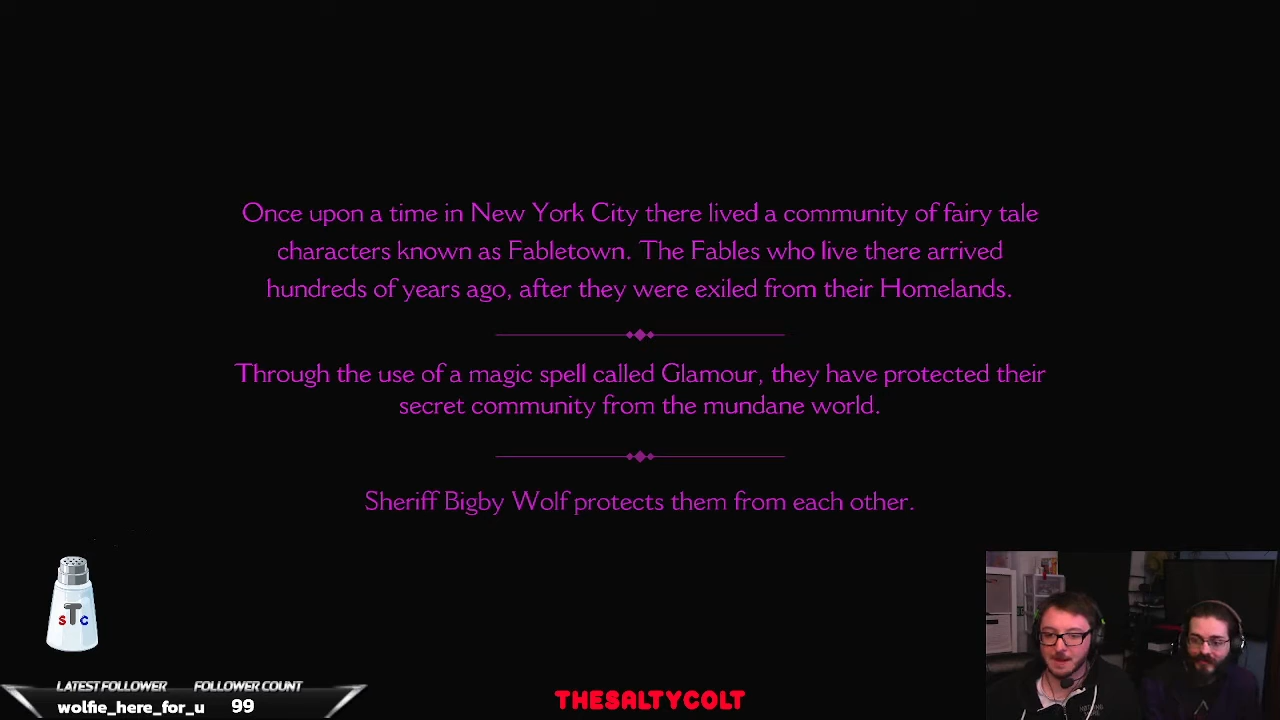 Once upon a time in New York City there lived a community of fairy tale
characters known as Fabletown. The Fables who live there arrived
hundreds of years ago, after they were exiled from their Homelands.
Through the use of a magic spell called Glamour, they have protected their
secret community from the mundane world.
Sheriff Bigby Wolf protects them from each other.
STC
LATEST FOLLOWER FOLLOWER COUNT
wolfie_here_for_u 99
THESALTYCOLT